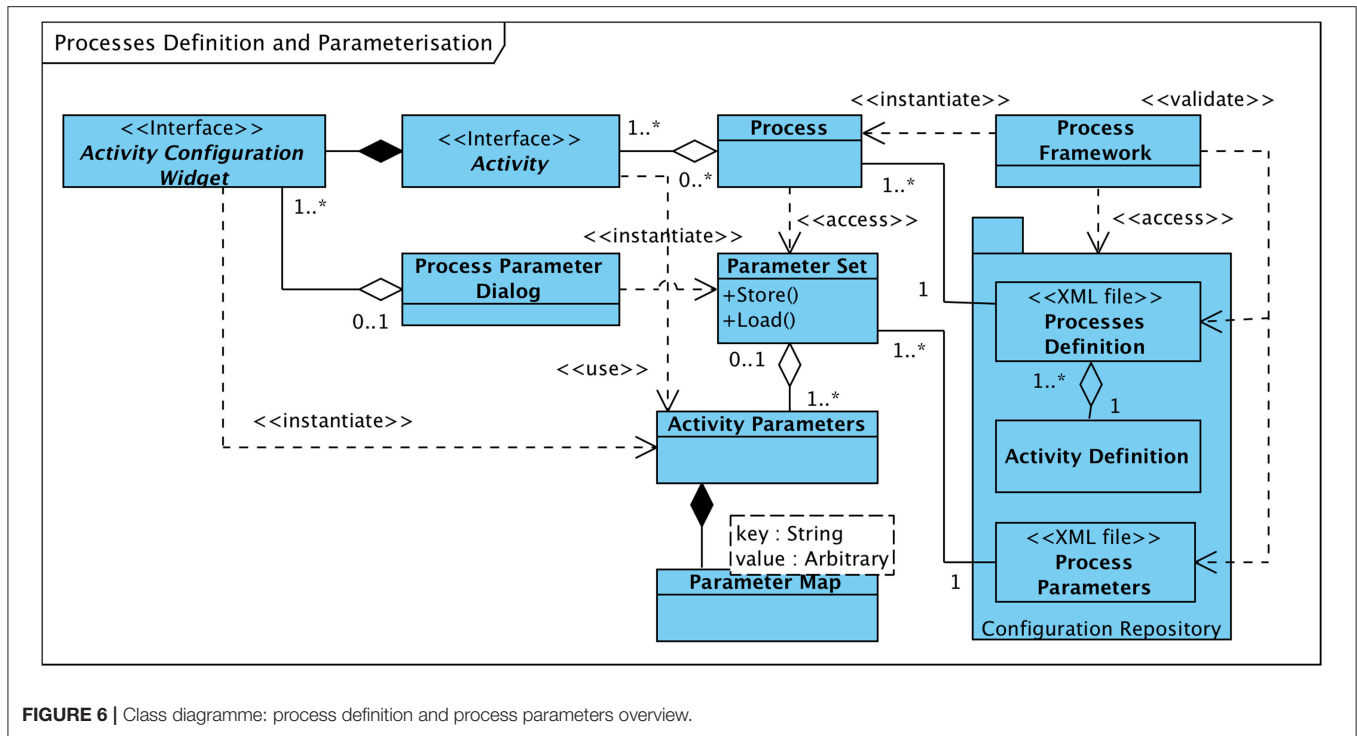 Processes Definition and Parameterisation
<<instantiate>>
<<validate>>
<<Interface>>
Activity Configuration
Widget
<<Interface>>
Activity
1..*
0..*
Process
Process
Framework
1..*
1..*
<<access>>
<<access>>
<<instantiate>>
Process Parameter
Dialog
0..1
Parameter Set
+Store()
+Load()
1
<<XML file>>
Processes
Definition
1..*
0..1
1..*
1..*
1
<<use>>
<<instantiate>>
Activity Parameters
Activity Definition
key : String
value : Arbitrary
Parameter Map
<<XML file>>
Process
Parameters
1
Configuration Repository
FIGURE 6 | Class diagramme: process definition and process parameters overview.